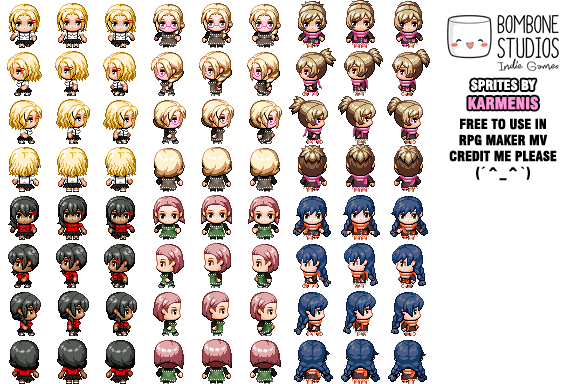 BOMBONE
STUDIOS
Indie Games
SPRITES BY
KARMENIS
FREE TO USE IN
RPG MAKER MV
CREDIT ME PLEASE
(´^_^`)